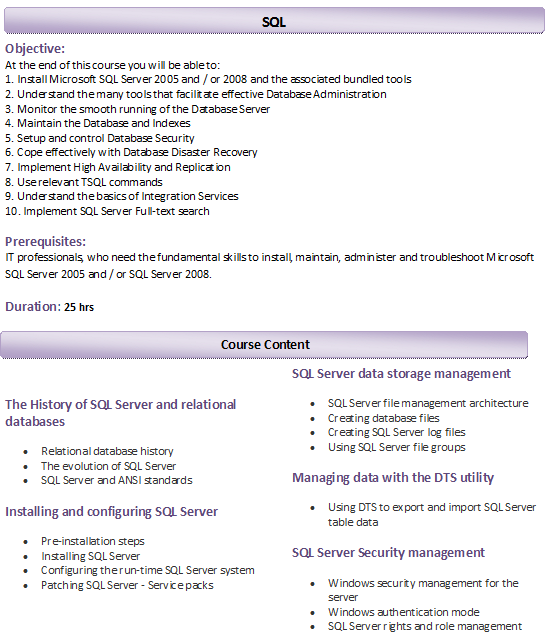 SQL
Objective:
At the end of this course you will be able to:
1. Install Microsoft SQL Server 2005 and / or 2008 and the associated bundled tools
2. Understand the many tools that facilitate effective Database Administration
3. Monitor the smooth running of the Database Server
4. Maintain the Database and Indexes
5. Setup and control Database Security
6. Cope effectively with Database Disaster Recovery
7. Implement High Availability and Replication
8. Use relevant TSQL commands
9. Understand the basics of Integration Services
10. Implement SQL Server Full-text search
Prerequisites:
IT professionals, who need the fundamental skills to install, maintain, administer and troubleshoot Microsoft
SQL Server 2005 and / or SQL Server 2008.
Duration: 25 hrs
Course Content
The History of SQL Server and relational
databases
• Relational database history
• The evolution of SQL Server
• SQL Server and ANSI standards
Installing and configuring SQL Server
• Pre-installation steps
• Installing SQL Server
• Configuring the run-time SQL Server system
• Patching SQL Server - Service packs
SQL Server data storage management
• SQL Server file management architecture
• Creating database files
• Creating SQL Server log files
• Using SQL Server file groups
Managing data with the DTS utility
• Using DTS to export and import SQL Server
table data
SQL Server Security management
• Windows security management for the
server
• Windows authentication mode
• SQL Server rights and role management